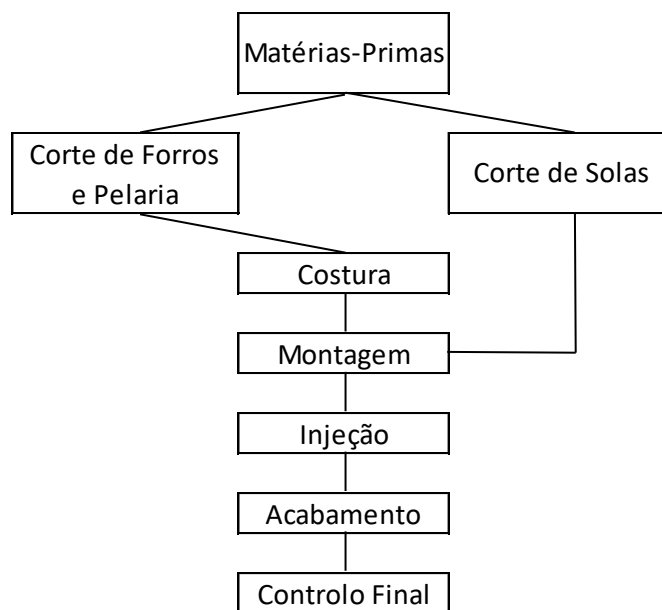 Matérias-Primas
Corte de Forros
e Pelaria
Corte de Solas
Costura
Montagem
Injeção
Acabamento
Controlo Final